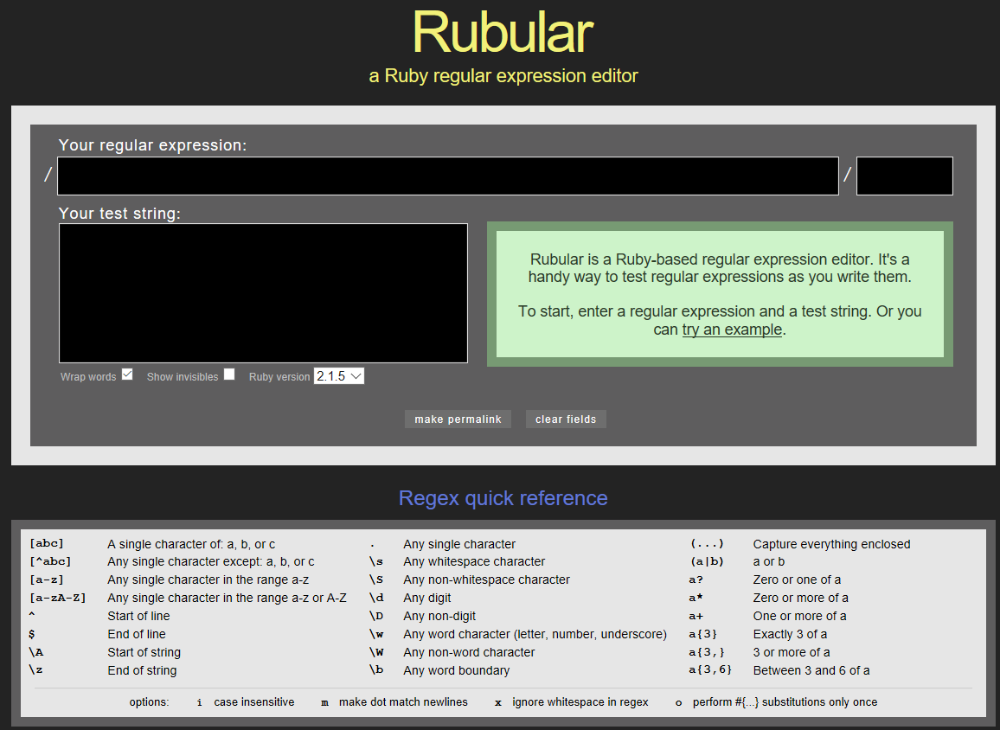 Rubular
a Ruby regular expression editor
Your regular expression:
/ /
Your test string:
Rubular is a Ruby-based regular expression editor. It's a
handy way to test regular expressions as you write them.
To start, enter a regular expression and a test string. Or you
can try an example.
Wrap words Show invisibles Ruby version 2.1.5
make permalink clear fields
Regex quick reference
[abc] A single character of: a, b, or c . Any single character (...) Capture everything enclosed
[^abc] Any single character except: a, b, or c \s Any whitespace character (a|b) a or b
[a-z] Any single character in the range a-z \S Any non-whitespace character a? Zero or one of a
[a-zA-Z] Any single character in the range a-z or A-Z \d Any digit a* Zero or more of a
^ Start of line \D Any non-digit a+ One or more of a
$ End of line \w Any word character (letter, number, underscore) a{3} Exactly 3 of a
\A Start of string \W Any non-word character a{3,} 3 or more of a
\z End of string \b Any word boundary a{3,6} Between 3 and 6 of a
options: i case insensitive m make dot match newlines x ignore whitespace in regex o perform #{...} substitutions only once